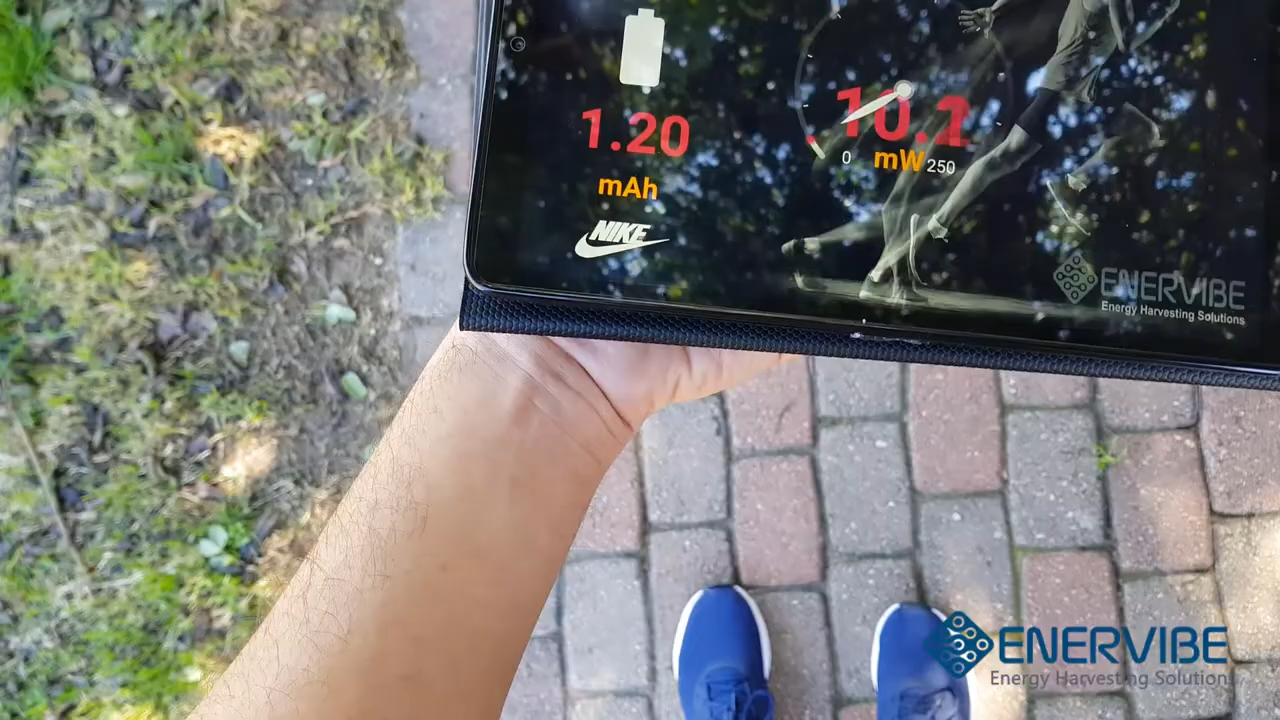 1.20
mAh
NIKE
10.1
0
mW
250
ENERVIBE
Energy Harvesting Solutions
ENERVIBE
Energy Harvesting Solutions